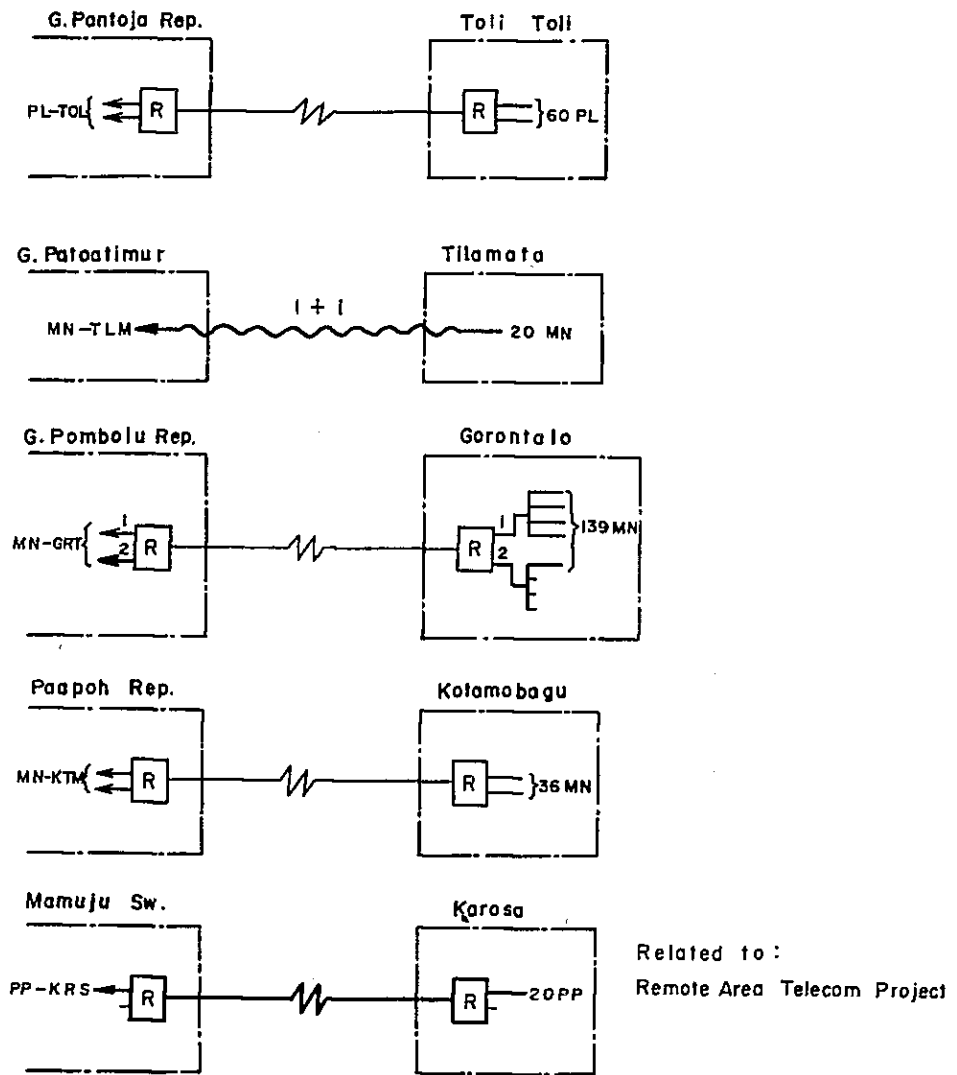 G. Pantoja Rep.
Toli Toli
PL-TOL
R
R
60 PL
G. Patoatimur
Tilamata
MN-TLM
1 + 1
20 MN
G. Pombolu Rep.
Gorontalo
MN-GRT
1
2
R
R
1
2
139 MN
Paapoh Rep.
Kotamobagu
MN-KTM
R
R
36 MN
Mamuju Sw.
Karosa
PP-KRS
R
R
20PP
Related to :
Remote Area Telecom Project